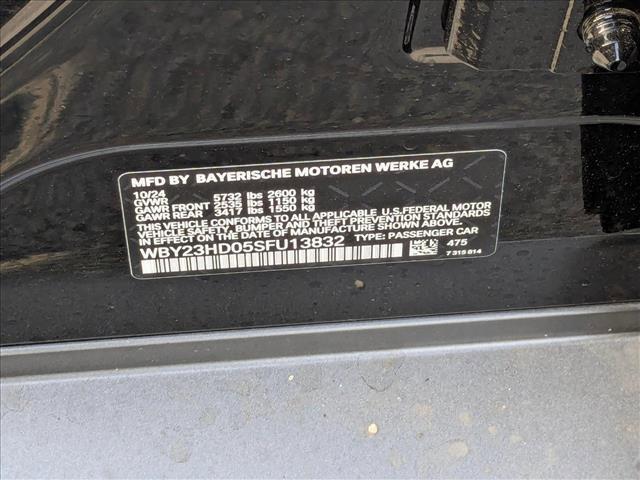 MFD BY BAYERISCHE MOTOREN WERKE AG
10/24
GVWR 5732 lbs 2600 kg
GAWR FRONT 2535 lbs 1150 kg
GAWR REAR 3417 lbs 1550 kg
THIS VEHICLE CONFORMS TO ALL APPLICABLE U.S.FEDERAL MOTOR
VEHICLE SAFETY, BUMPER AND THEFT PREVENTION STANDARDS
IN EFFECT ON THE DATE OF MANUFACTURE SHOWN ABOVE.
WBY23HD05SFU13832 TYPE: PASSENGER CAR
475
7 315 614